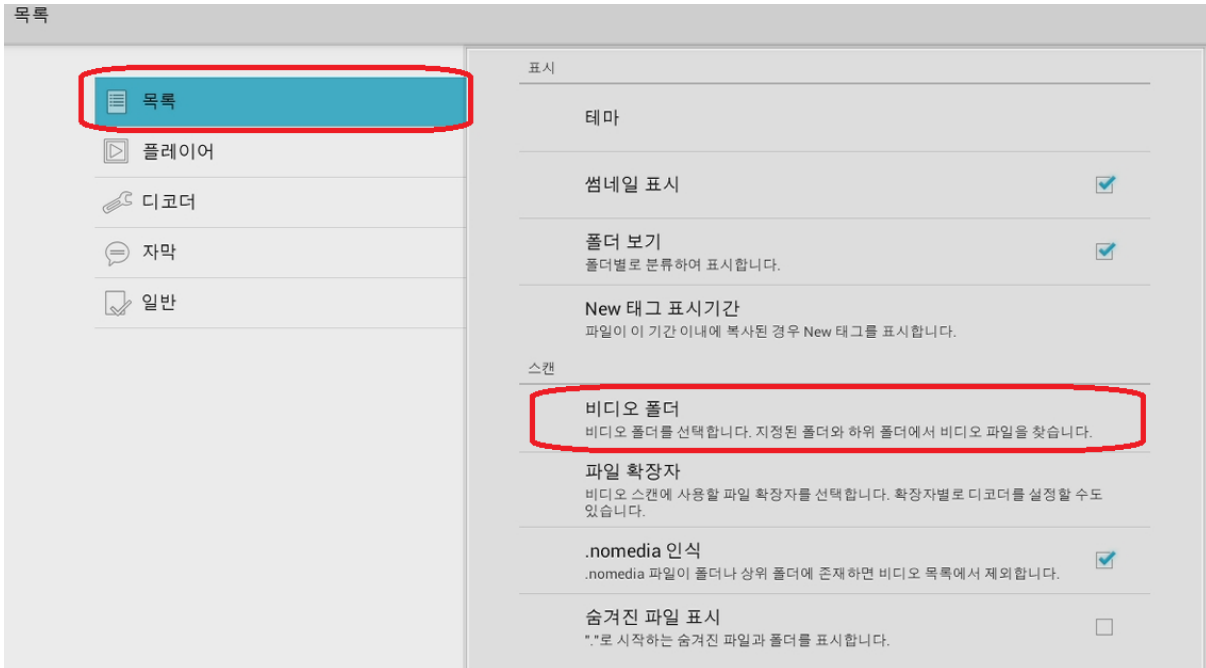 목록
목록
플레이어
디코더
자막
일반
표시
테마
썸네일 표시
폴더 보기
폴더별로 분류하여 표시합니다.
New 태그 표시기간
파일이 이 기간 이내에 복사된 경우 New 태그를 표시합니다.
스캔
비디오 폴더
비디오 폴더를 선택합니다. 지정된 폴더와 하위 폴더에서 비디오 파일을 찾습니다.
파일 확장자
비디오 스캔에 사용할 파일 확장자를 선택합니다. 확장자별로 디코더를 설정할 수도
있습니다.
.nomedia 인식
.nomedia 파일이 폴더나 상위 폴더에 존재하면 비디오 목록에서 제외합니다.
숨겨진 파일 표시
"."로 시작하는 숨겨진 파일과 폴더를 표시합니다.